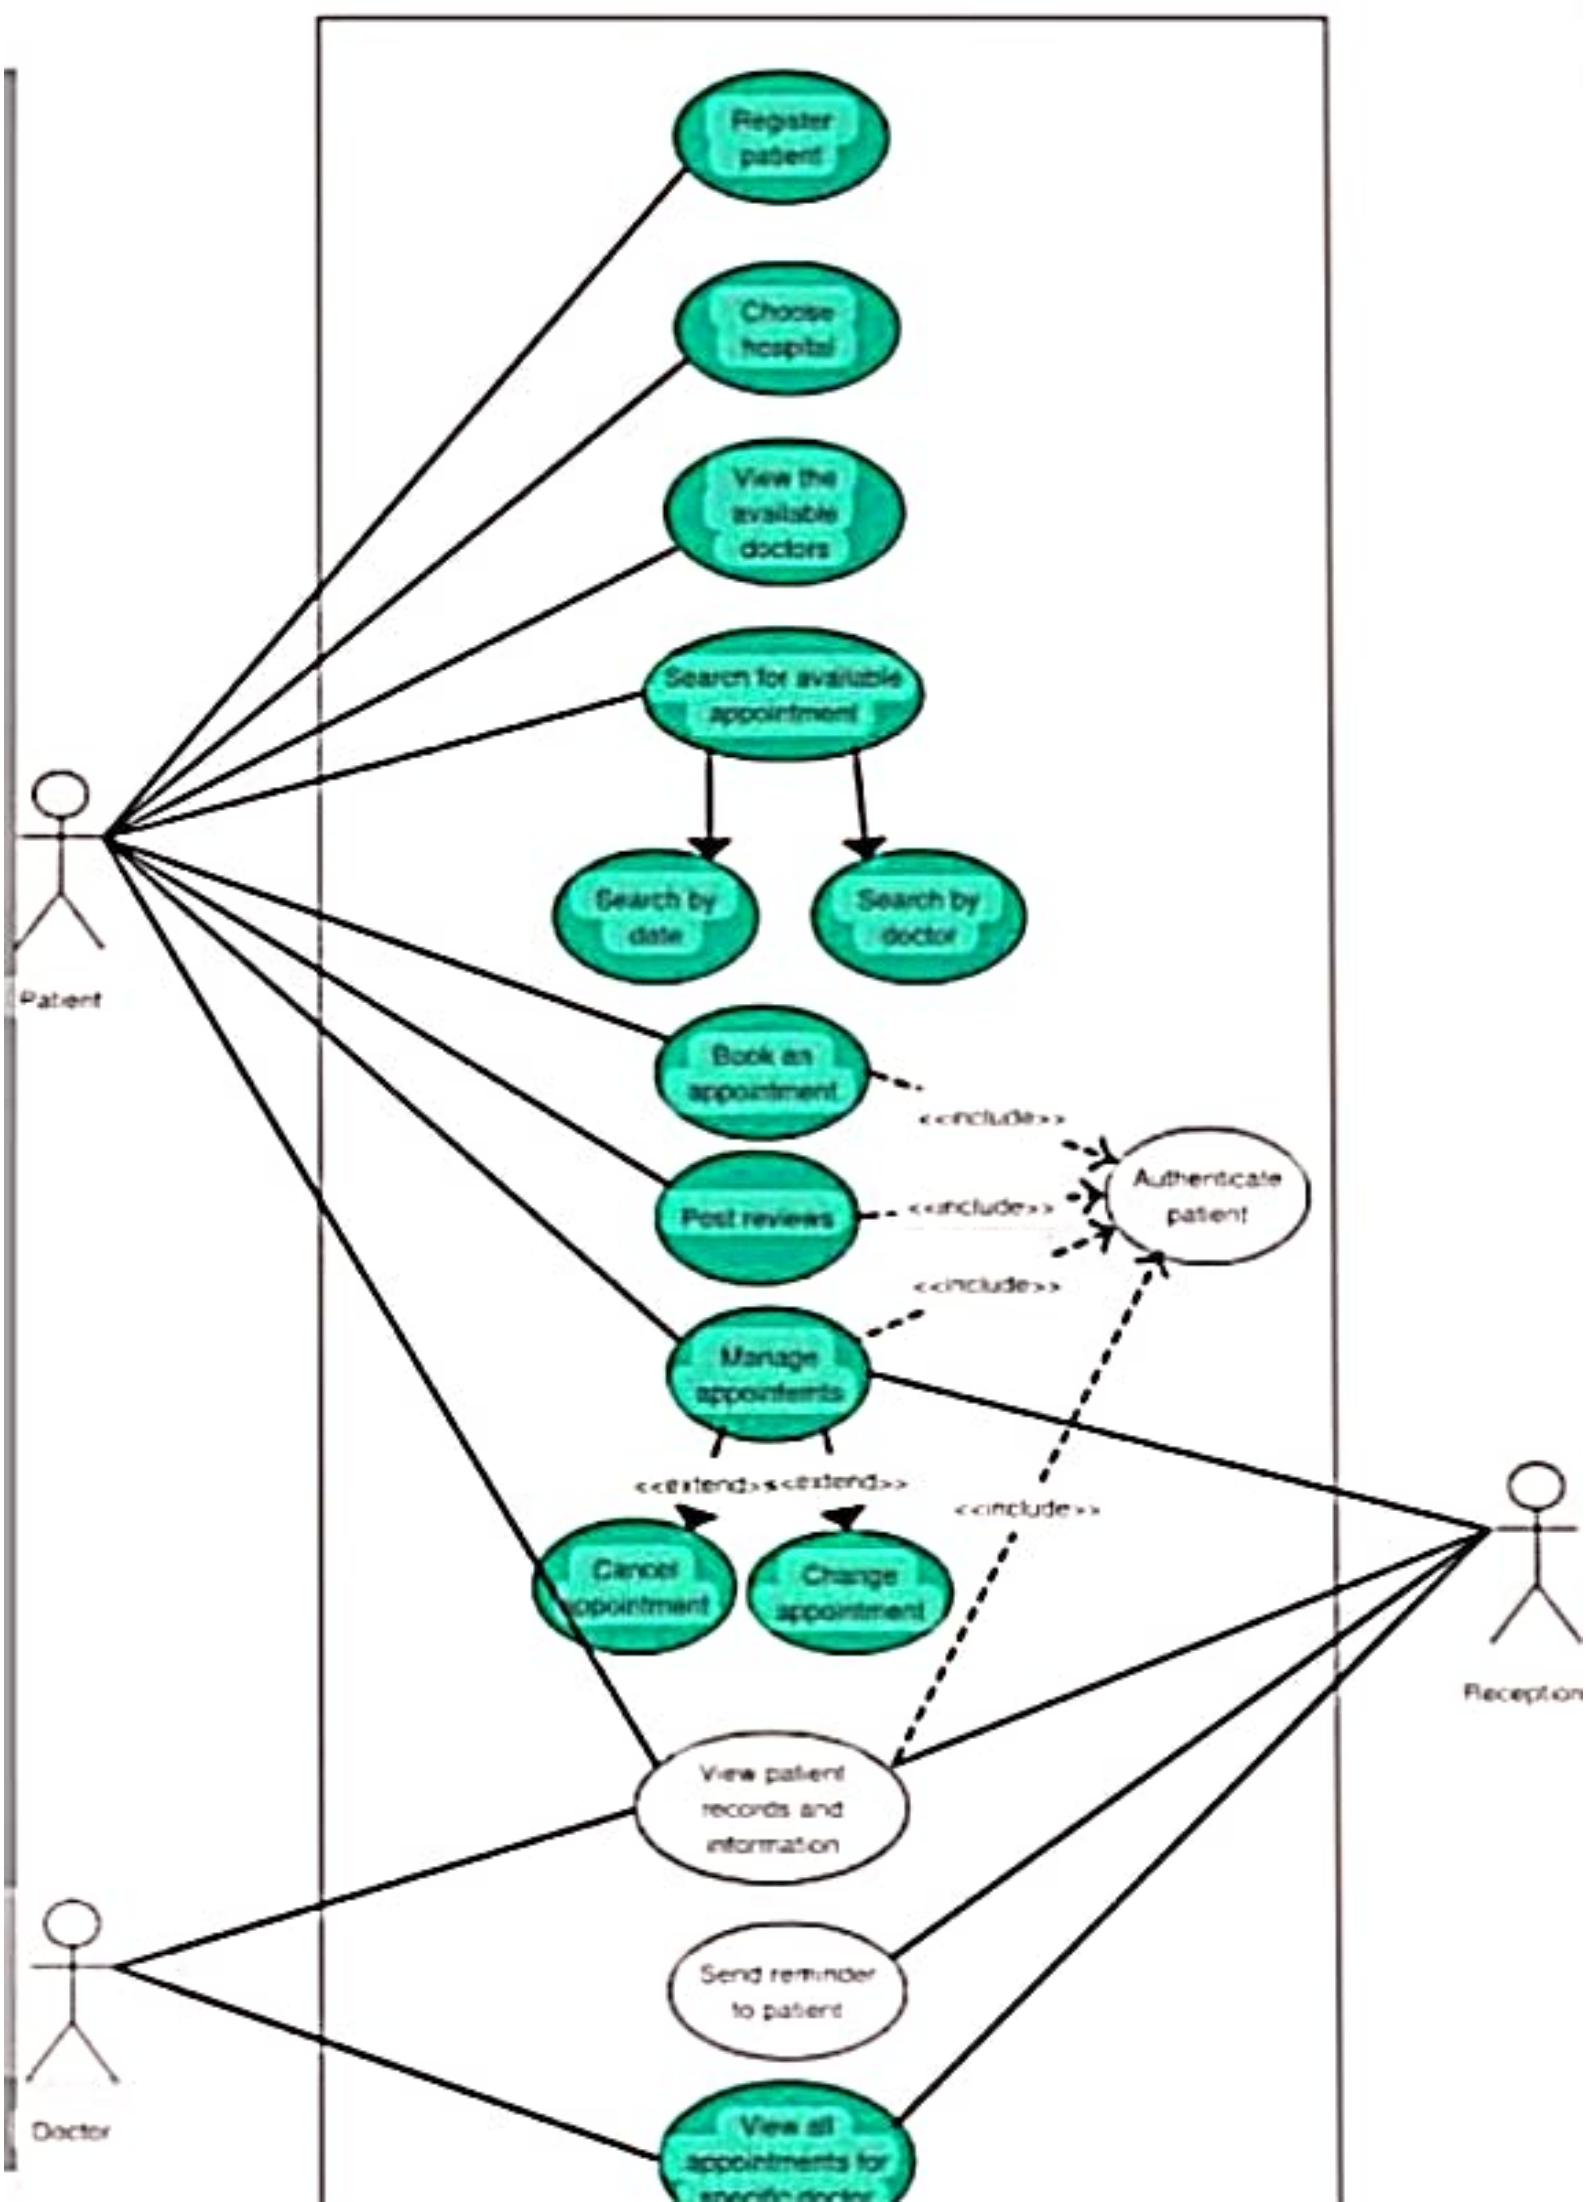 Register
patient
Choose
hospital
View the
available
doctors
Search for available
appointment
Search by
date
Search by
doctor
Patient
Book an
appointment
<<include>>
Authenticate
patient
Post reviews
<<include>>
<<include>>
Manage
<<extend>>
<<extend>>
<<include>>
Cancel
appointment
Change
appointment
Reception
View patient
records and
information
Send reminder
to patient
Doctor
View all
appointments for
specific doctor